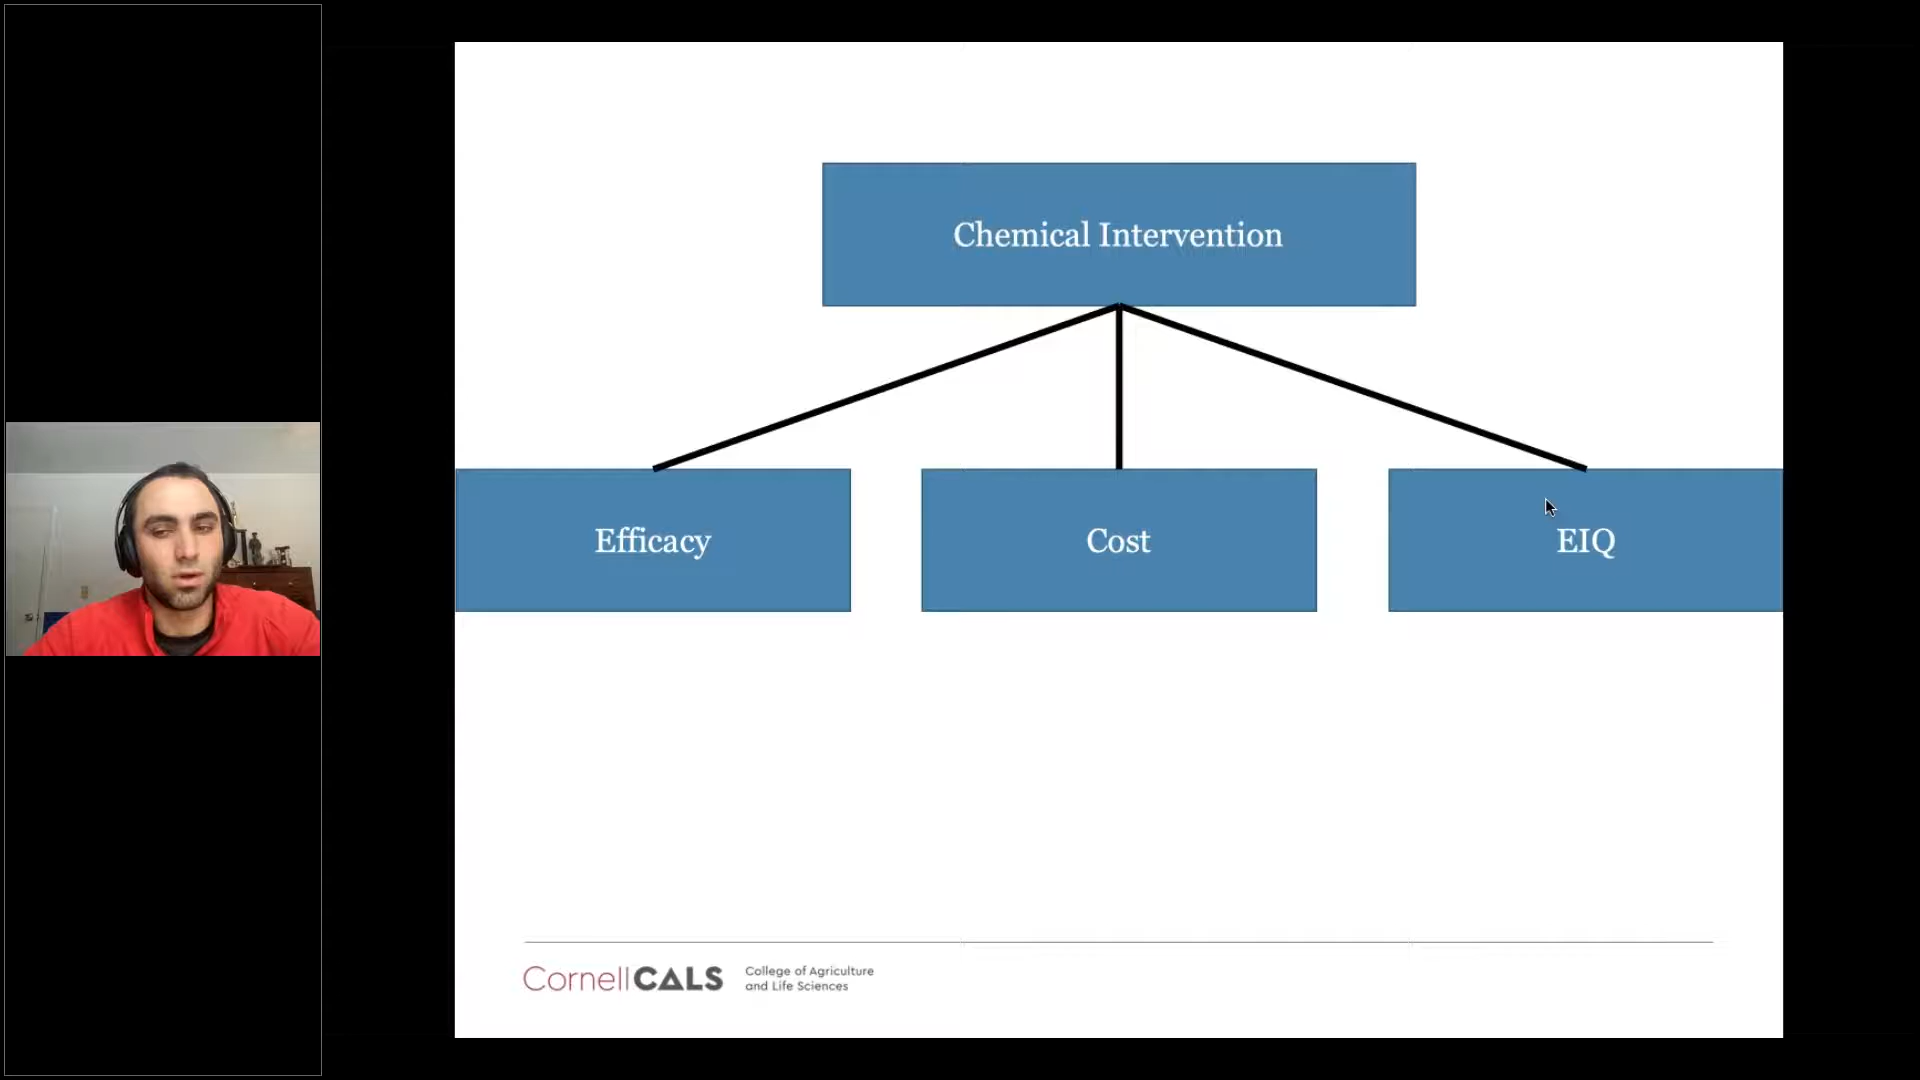 Chemical Intervention
Efficacy
Cost
EIQ
CornellCALS
College of Agriculture
and Life Sciences